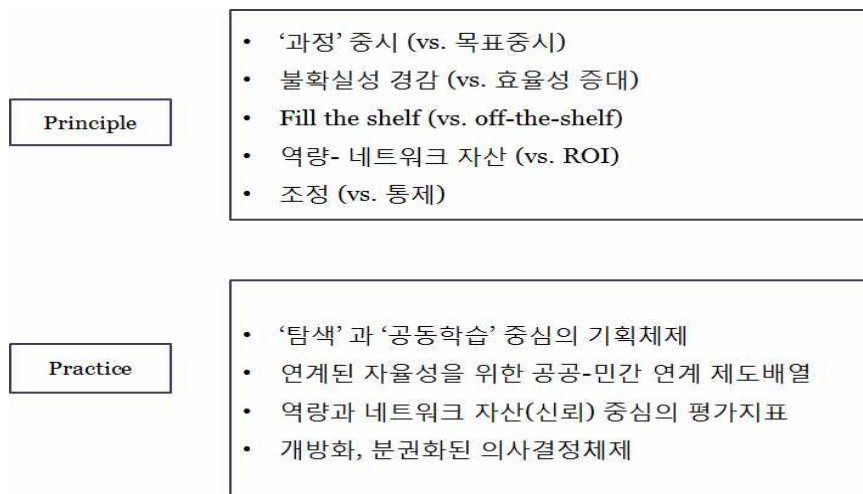 Principle
• ‘과정’ 중시 (vs. 목표중시)
• 불확실성 경감 (vs. 효율성 증대)
• Fill the shelf (vs. off-the-shelf)
• 역량- 네트워크 자산 (vs. ROI)
• 조정 (vs. 통제)
Practice
• ‘탐색’ 과 ‘공동학습’ 중심의 기획체제
• 연계된 자율성을 위한 공공-민간 연계 제도배열
• 역량과 네트워크 자산(신뢰) 중심의 평가지표
• 개방화, 분권화된 의사결정체제